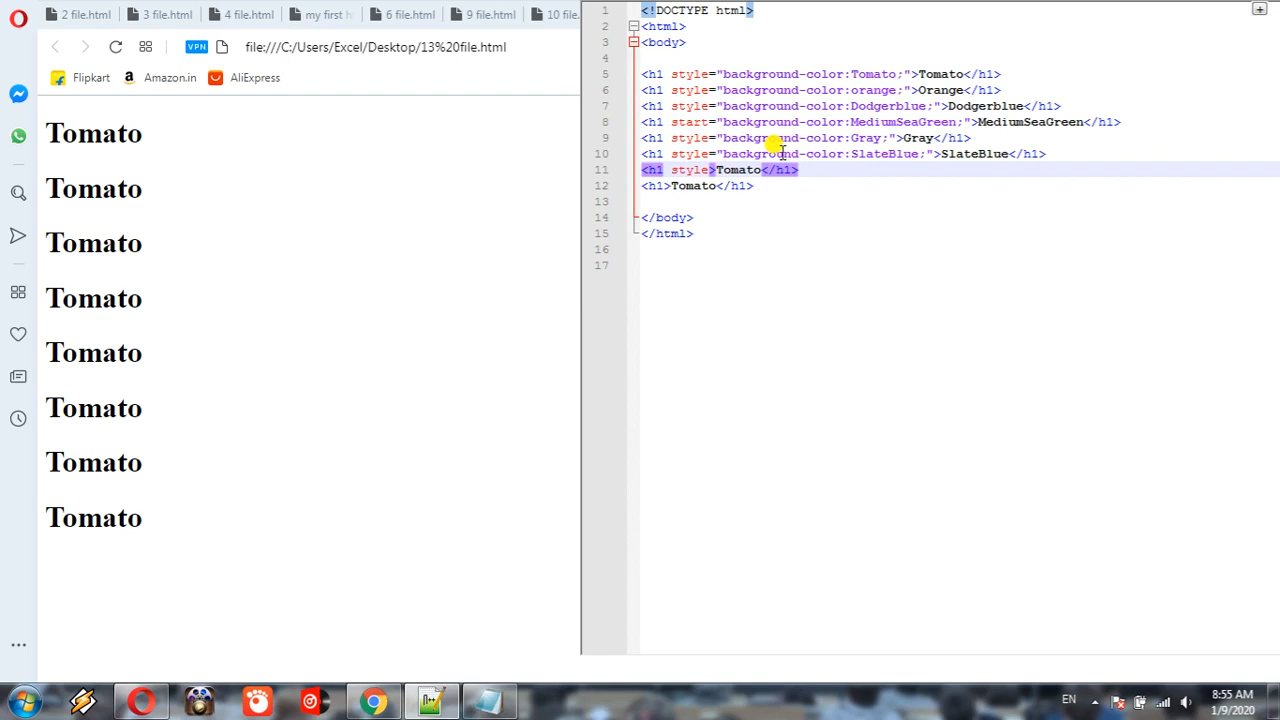 2 file.html
3 file.html
4 file.html
my first h
6 file.html
9 file.html
10 file.
VPN
file:///C:/Users/Excel/Desktop/13%20file.html
Flipkart
Amazon.in
AliExpress
Tomato
Tomato
Tomato
Tomato
Tomato
Tomato
Tomato
Tomato
1 <!DOCTYPE html>
2 <html>
3 <body>
4
5 <h1 style="background-color:Tomato;">Tomato</h1>
6 <h1 style="background-color:orange;">Orange</h1>
7 <h1 style="background-color:Dodgerblue;">Dodgerblue</h1>
8 <h1 start="background-color:MediumSeaGreen;">MediumSeaGreen</h1>
9 <h1 style="background-color:Gray;">Gray</h1>
10 <h1 style="background-color:SlateBlue;">SlateBlue</h1>
11 <h1 style>Tomato</h1>
12 <h1>Tomato</h1>
13
14 </body>
15 </html>
16
17
EN
8:55 AM
1/9/2020